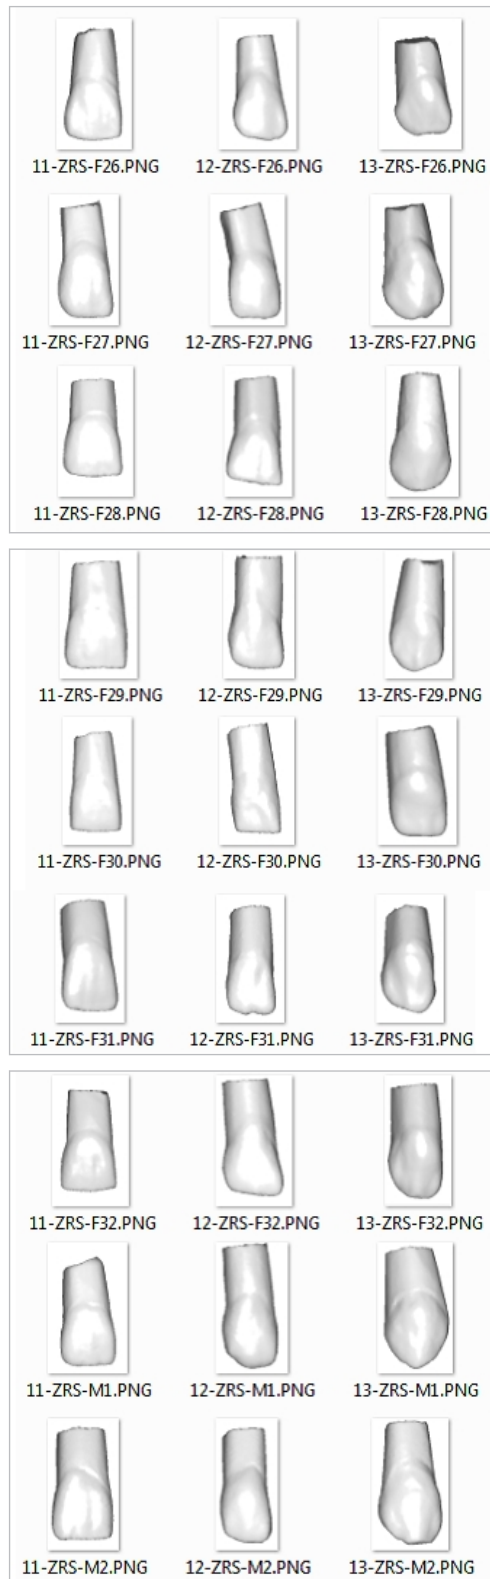 11-ZRS-F26.PNG 12-ZRS-F26.PNG 13-ZRS-F26.PNG
11-ZRS-F27.PNG 12-ZRS-F27.PNG 13-ZRS-F27.PNG
11-ZRS-F28.PNG 12-ZRS-F28.PNG 13-ZRS-F28.PNG
11-ZRS-F29.PNG 12-ZRS-F29.PNG 13-ZRS-F29.PNG
11-ZRS-F30.PNG 12-ZRS-F30.PNG 13-ZRS-F30.PNG
11-ZRS-F31.PNG 12-ZRS-F31.PNG 13-ZRS-F31.PNG
11-ZRS-F32.PNG 12-ZRS-F32.PNG 13-ZRS-F32.PNG
11-ZRS-M1.PNG 12-ZRS-M1.PNG 13-ZRS-M1.PNG
11-ZRS-M2.PNG 12-ZRS-M2.PNG 13-ZRS-M2.PNG